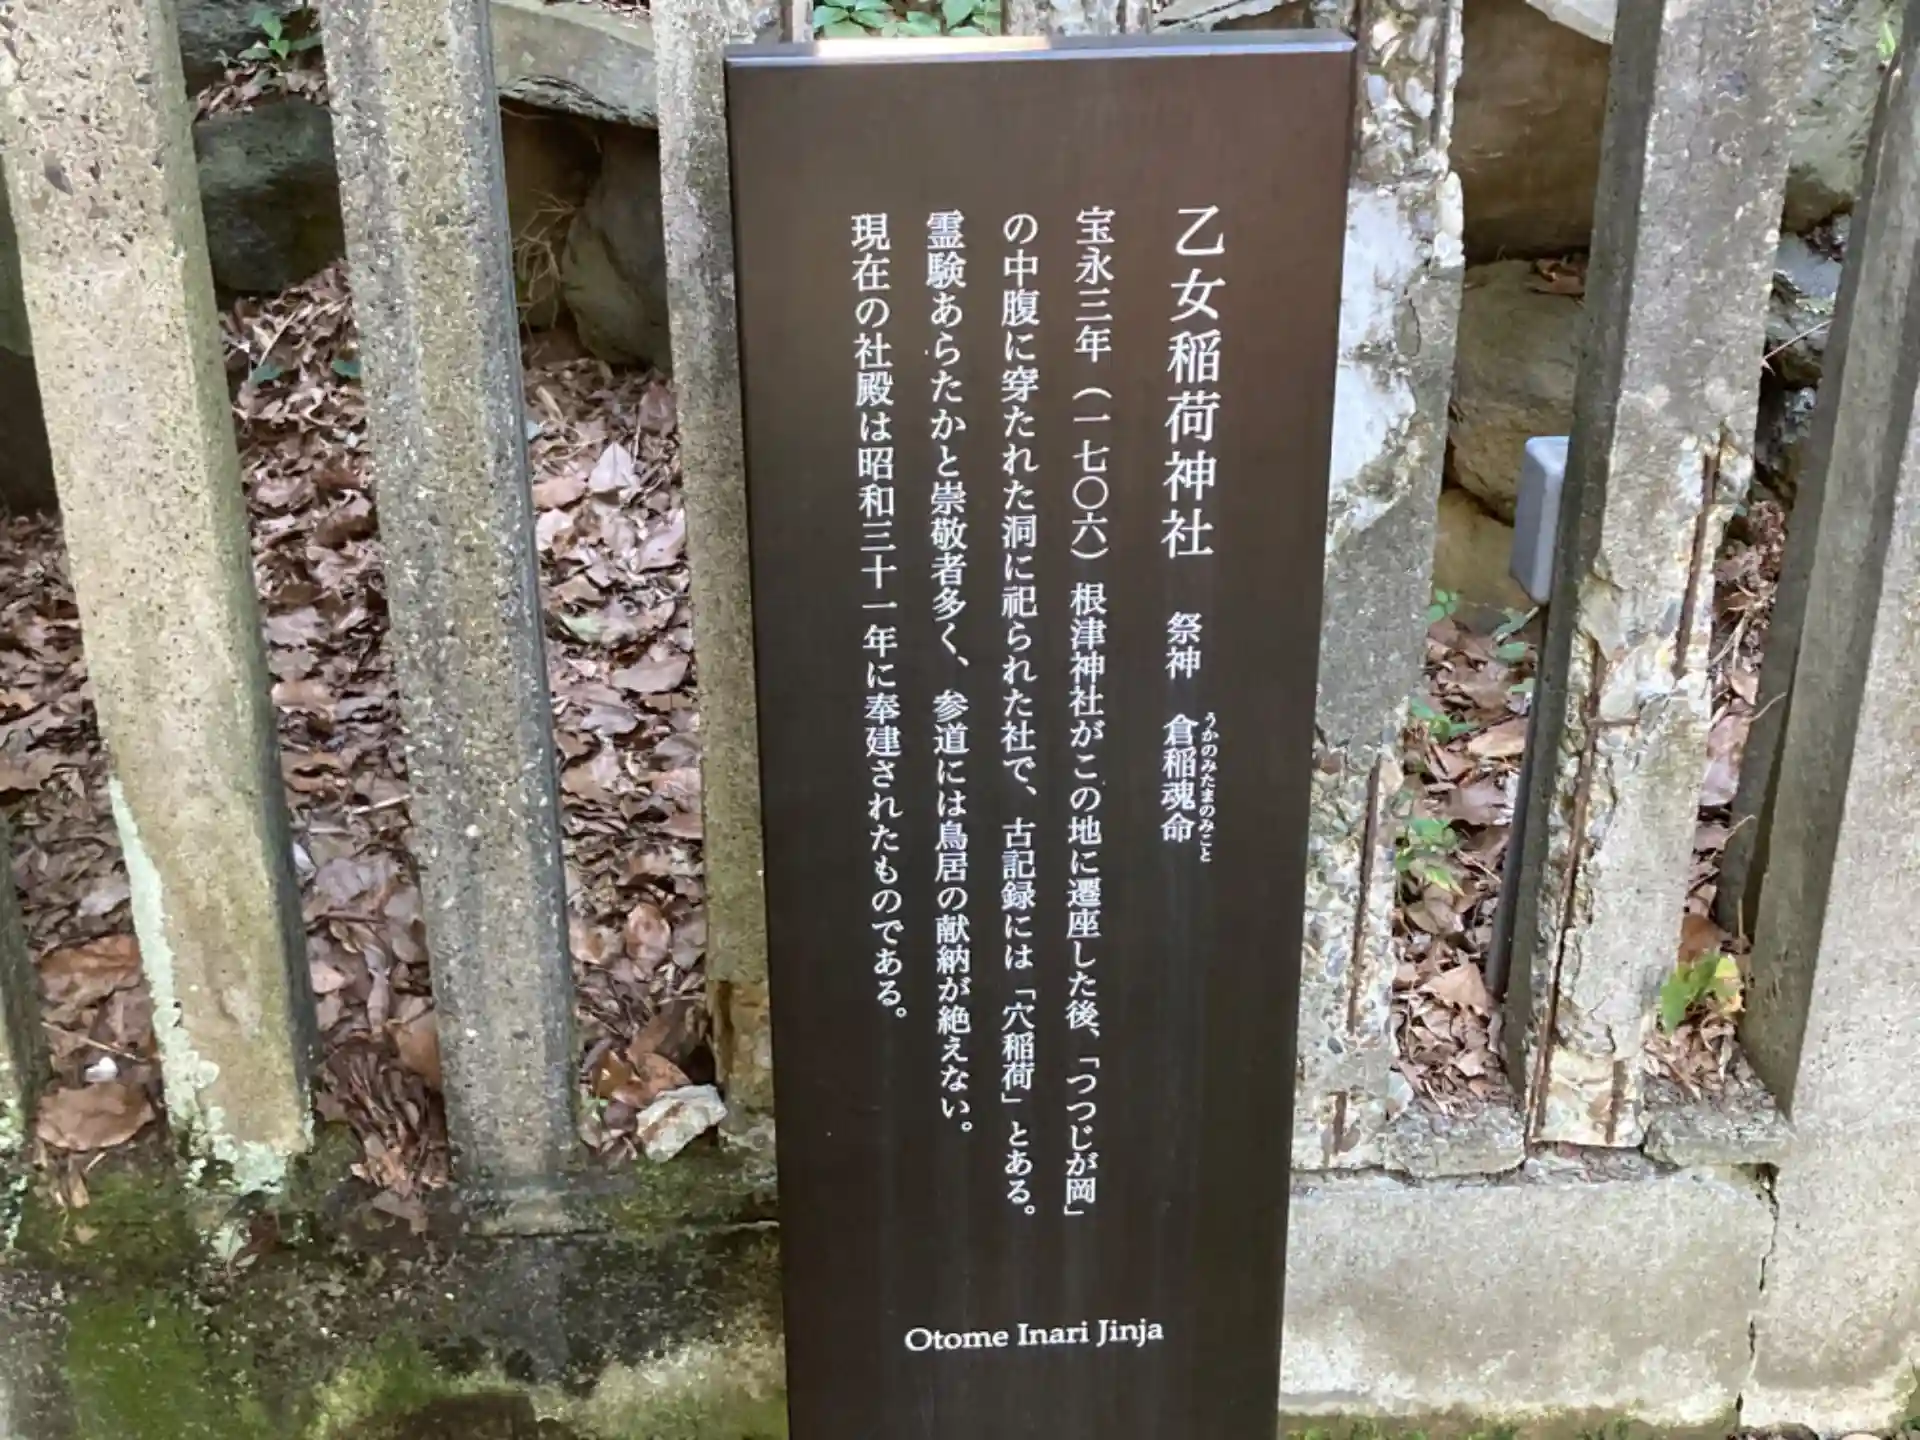 乙女稲荷神社　祭神　倉稲魂命
うかのみたまのみこと
宝永三年（一七〇六）根津神社がこの地に遷座した後、「つつじが岡」
の中腹に穿たれた洞に祀られた社で、古記録には「穴稲荷」とある。
霊験あらたかと崇敬者多く、参道には鳥居の献納が絶えない。
現在の社殿は昭和三十一年に奉建されたものである。
Otome Inari Jinja